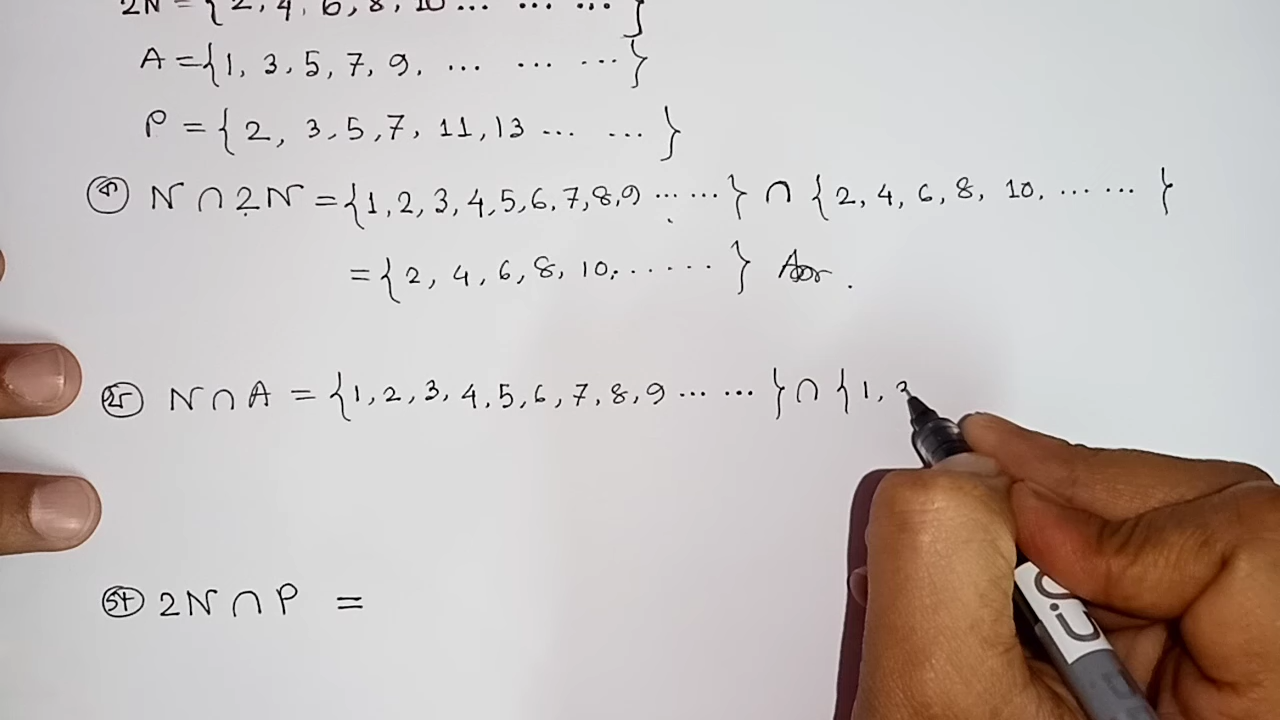 2N = {2, 4, 6, 8, 10 ... ... ... }
A = {1, 3, 5, 7, 9, ... ... ...}
P = {2, 3, 5, 7, 11, 13 ... ... }
ক N ∩ 2N = {1, 2, 3, 4, 5, 6, 7, 8, 9 ... ... } ∩ {2, 4, 6, 8, 10, ... ... }
= {2, 4, 6, 8, 10, ...... }
N ∩ A = {1, 2, 3, 4, 5, 6, 7, 8, 9 ... ... } ∩ {1, 3
2N ∩ P =